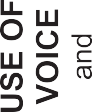 USE OF
VOICE
and